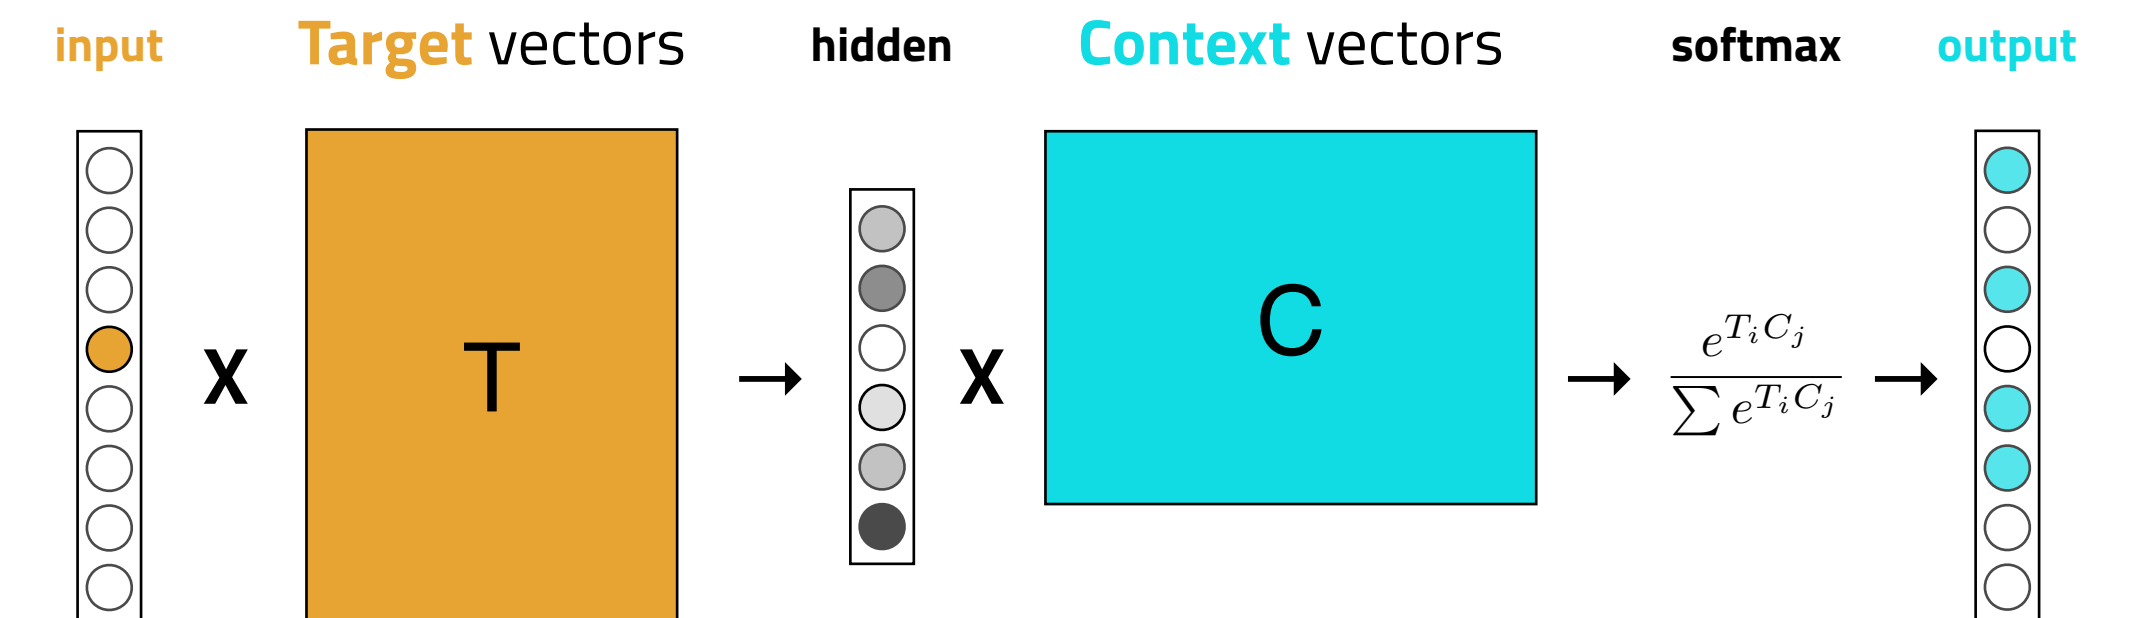 input Target vectors hidden Context vectors softmax output
X T → X C → e^{T_i C_j} / ∑ e^{T_i C_j} →